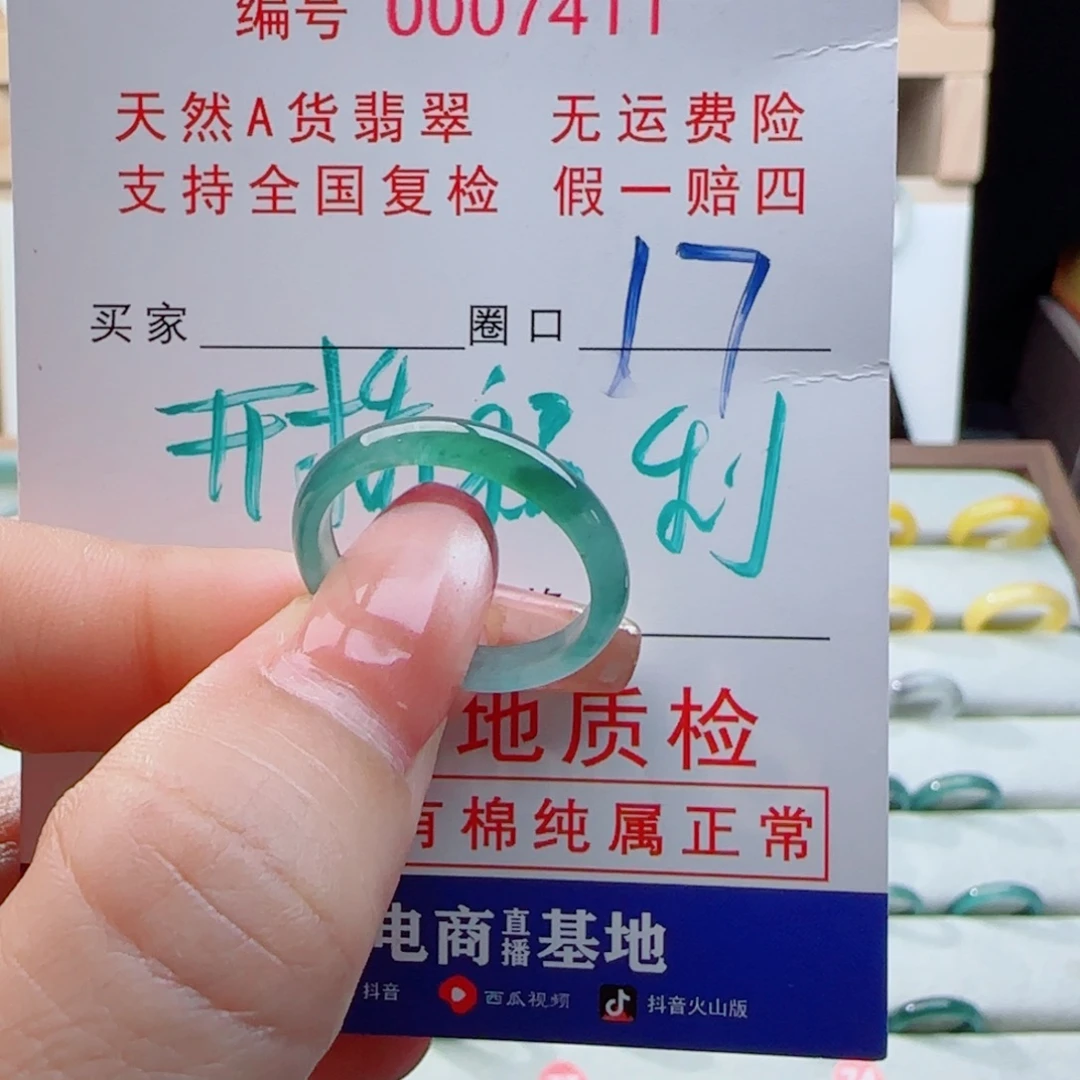 编号 0007411
天然A货翡翠 无运费险
支持全国复检 假一赔四
买家 圈口 17
地质检
有棉纯属正常
电商直播基地
抖音 西瓜视频 抖音火山版